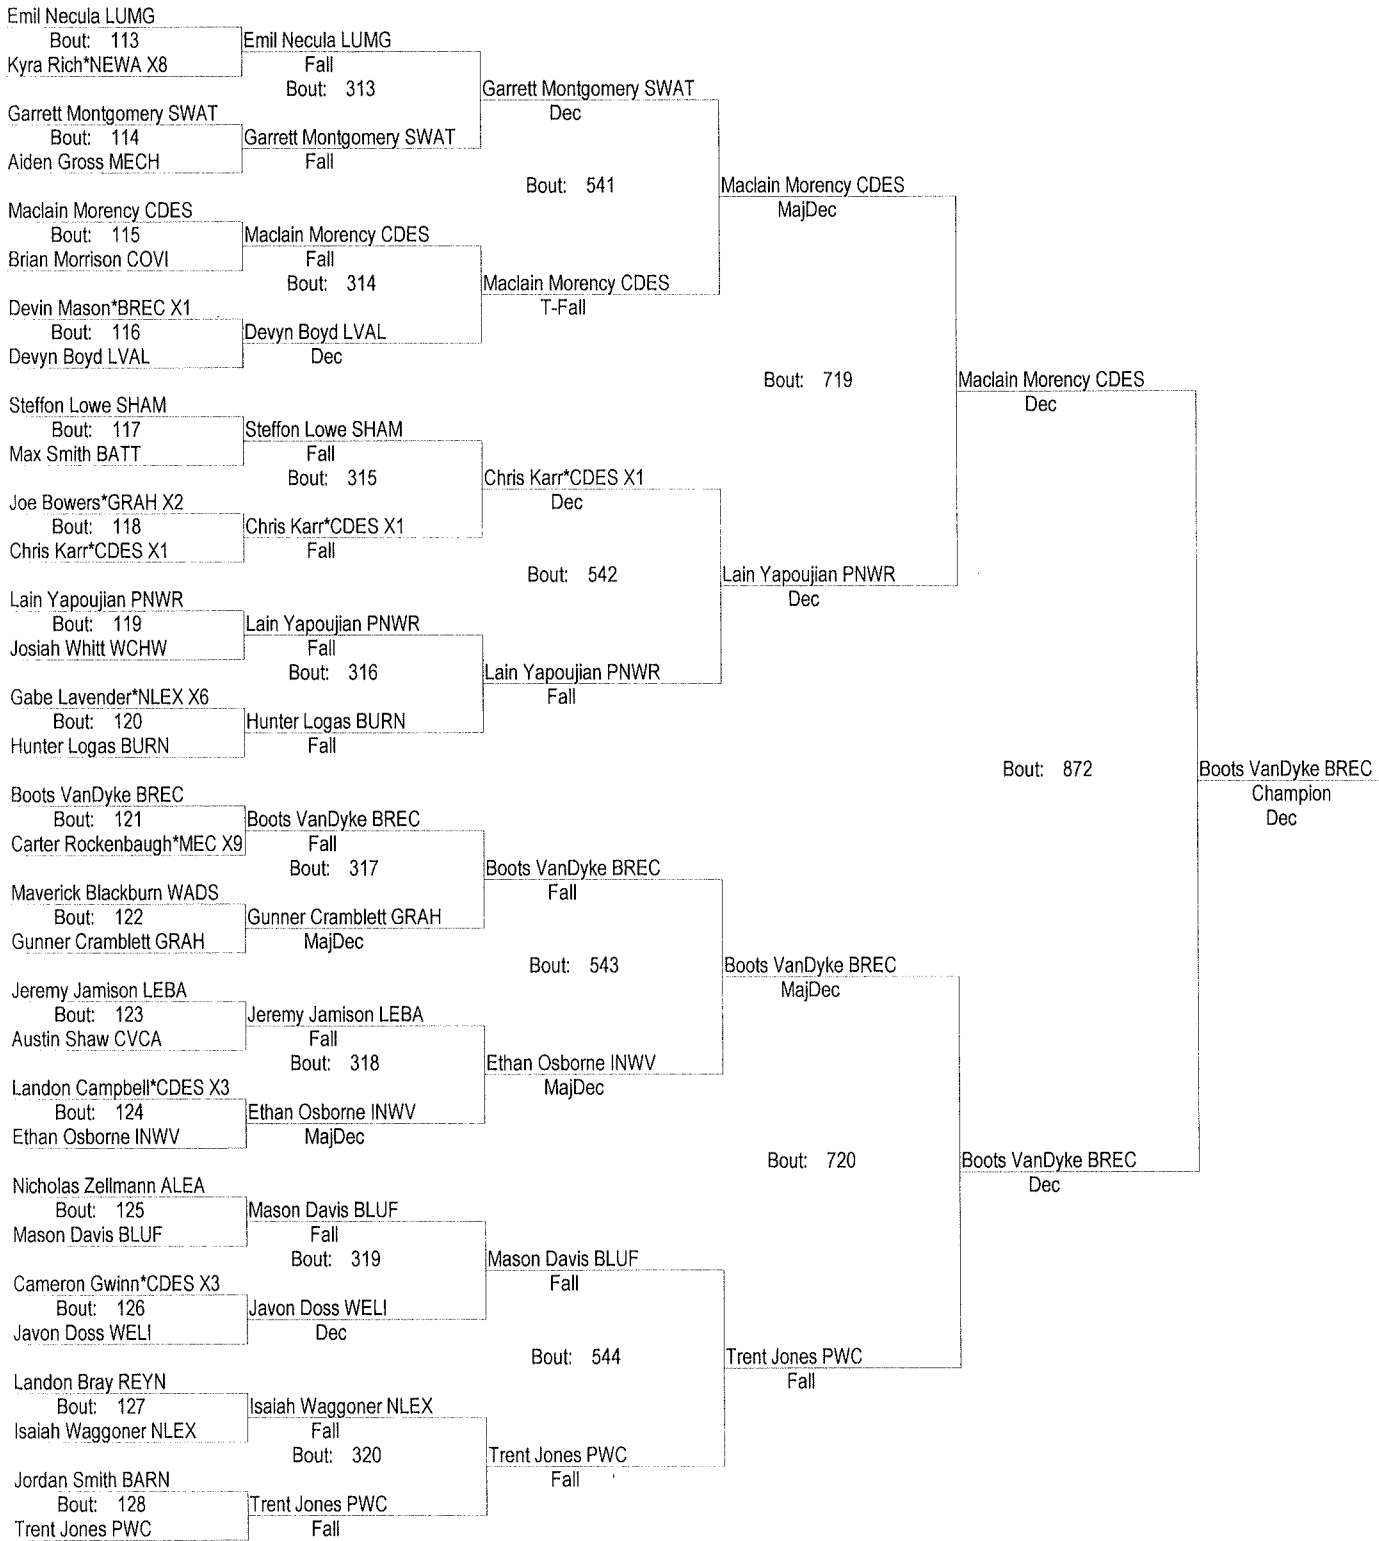 Emil Necula LUMG
Bout: 113
Kyra Rich*NEWA X8
Garrett Montgomery SWAT
Bout: 114
Aiden Gross MECH
Maclain Morency CDES
Bout: 115
Brian Morrison COVI
Devin Mason*BREC X1
Bout: 116
Devyn Boyd LVAL
Steffon Lowe SHAM
Bout: 117
Max Smith BATT
Joe Bowers*GRAH X2
Bout: 118
Chris Karr*CDES X1
Lain Yapoujian PNWR
Bout: 119
Josiah Whitt WCHW
Gabe Lavender*NLEX X6
Bout: 120
Hunter Logas BURN
Boots VanDyke BREC
Bout: 121
Carter Rockenbaugh*MEC X9
Maverick Blackburn WADS
Bout: 122
Gunner Cramblett GRAH
Jeremy Jamison LEBA
Bout: 123
Austin Shaw CVCA
Landon Campbell*CDES X3
Bout: 124
Ethan Osborne INWV
Nicholas Zellmann ALEA
Bout: 125
Mason Davis BLUF
Cameron Gwinn*CDES X3
Bout: 126
Javon Doss WELI
Landon Bray REYN
Bout: 127
Isaiah Waggoner NLEX
Jordan Smith BARN
Bout: 128
Trent Jones PWC
Emil Necula LUMG
Fall
Bout: 313
Garrett Montgomery SWAT
Fall
Maclain Morency CDES
Fall
Bout: 314
Devyn Boyd LVAL
Dec
Steffon Lowe SHAM
Fall
Bout: 315
Chris Karr*CDES X1
Fall
Lain Yapoujian PNWR
Fall
Bout: 316
Hunter Logas BURN
Fall
Boots VanDyke BREC
Fall
Bout: 317
Gunner Cramblett GRAH
MajDec
Jeremy Jamison LEBA
Fall
Bout: 318
Ethan Osborne INWV
MajDec
Mason Davis BLUF
Fall
Bout: 319
Javon Doss WELI
Dec
Isaiah Waggoner NLEX
Fall
Bout: 320
Trent Jones PWC
Fall
Garrett Montgomery SWAT
Dec
Bout: 541
Maclain Morency CDES
T-Fall
Chris Karr*CDES X1
Dec
Bout: 542
Lain Yapoujian PNWR
Fall
Boots VanDyke BREC
Fall
Bout: 543
Ethan Osborne INWV
MajDec
Mason Davis BLUF
Fall
Bout: 544
Trent Jones PWC
Fall
Maclain Morency CDES
MajDec
Bout: 719
Lain Yapoujian PNWR
Dec
Boots VanDyke BREC
MajDec
Bout: 720
Trent Jones PWC
Fall
Maclain Morency CDES
Dec
Bout: 872
Boots VanDyke BREC
Dec
Boots VanDyke BREC
Champion
Dec